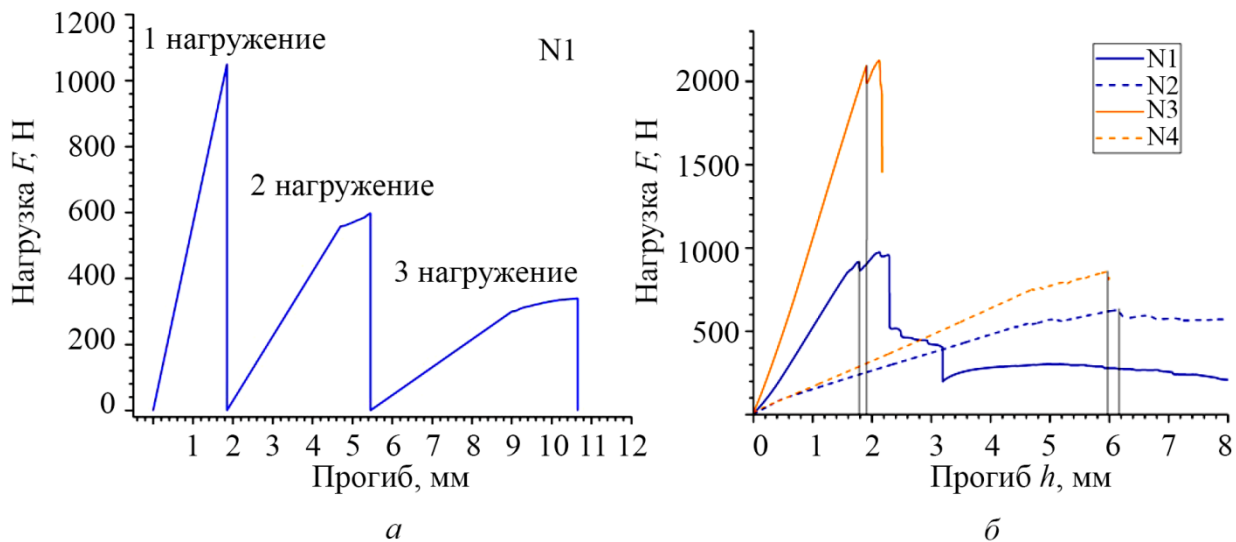 1200
1000
800
600
400
200
0
Нагрузка F, Н
1 нагружение
N1
2 нагружение
3 нагружение
1 2 3 4 5 6 7 8 9 10 11 12
Прогиб, мм
а
2000
1500
1000
500
0
Нагрузка F, Н
N1
N2
N3
N4
0 1 2 3 4 5 6 7 8
Прогиб h, мм
б